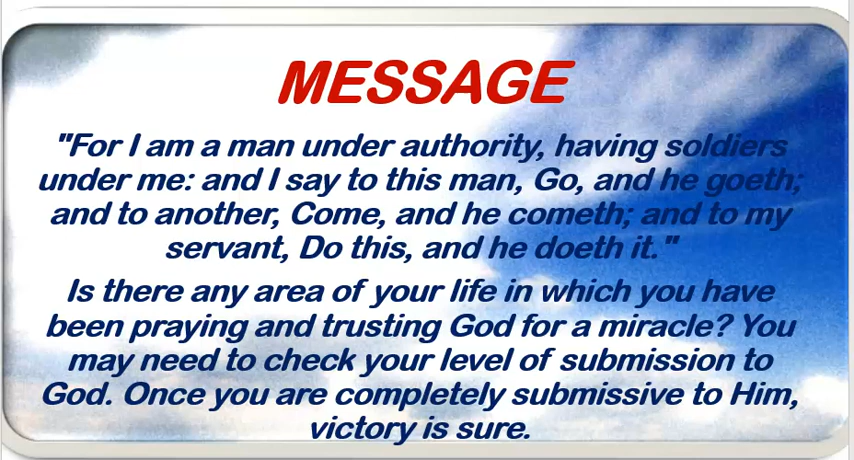 MESSAGE
"For I am a man under authority, having soldiers
under me: and I say to this man, Go, and he goeth;
and to another, Come, and he cometh; and to my
servant, Do this, and he doeth it."
Is there any area of your life in which you have
been praying and trusting God for a miracle? You
may need to check your level of submission to
God. Once you are completely submissive to Him,
victory is sure.